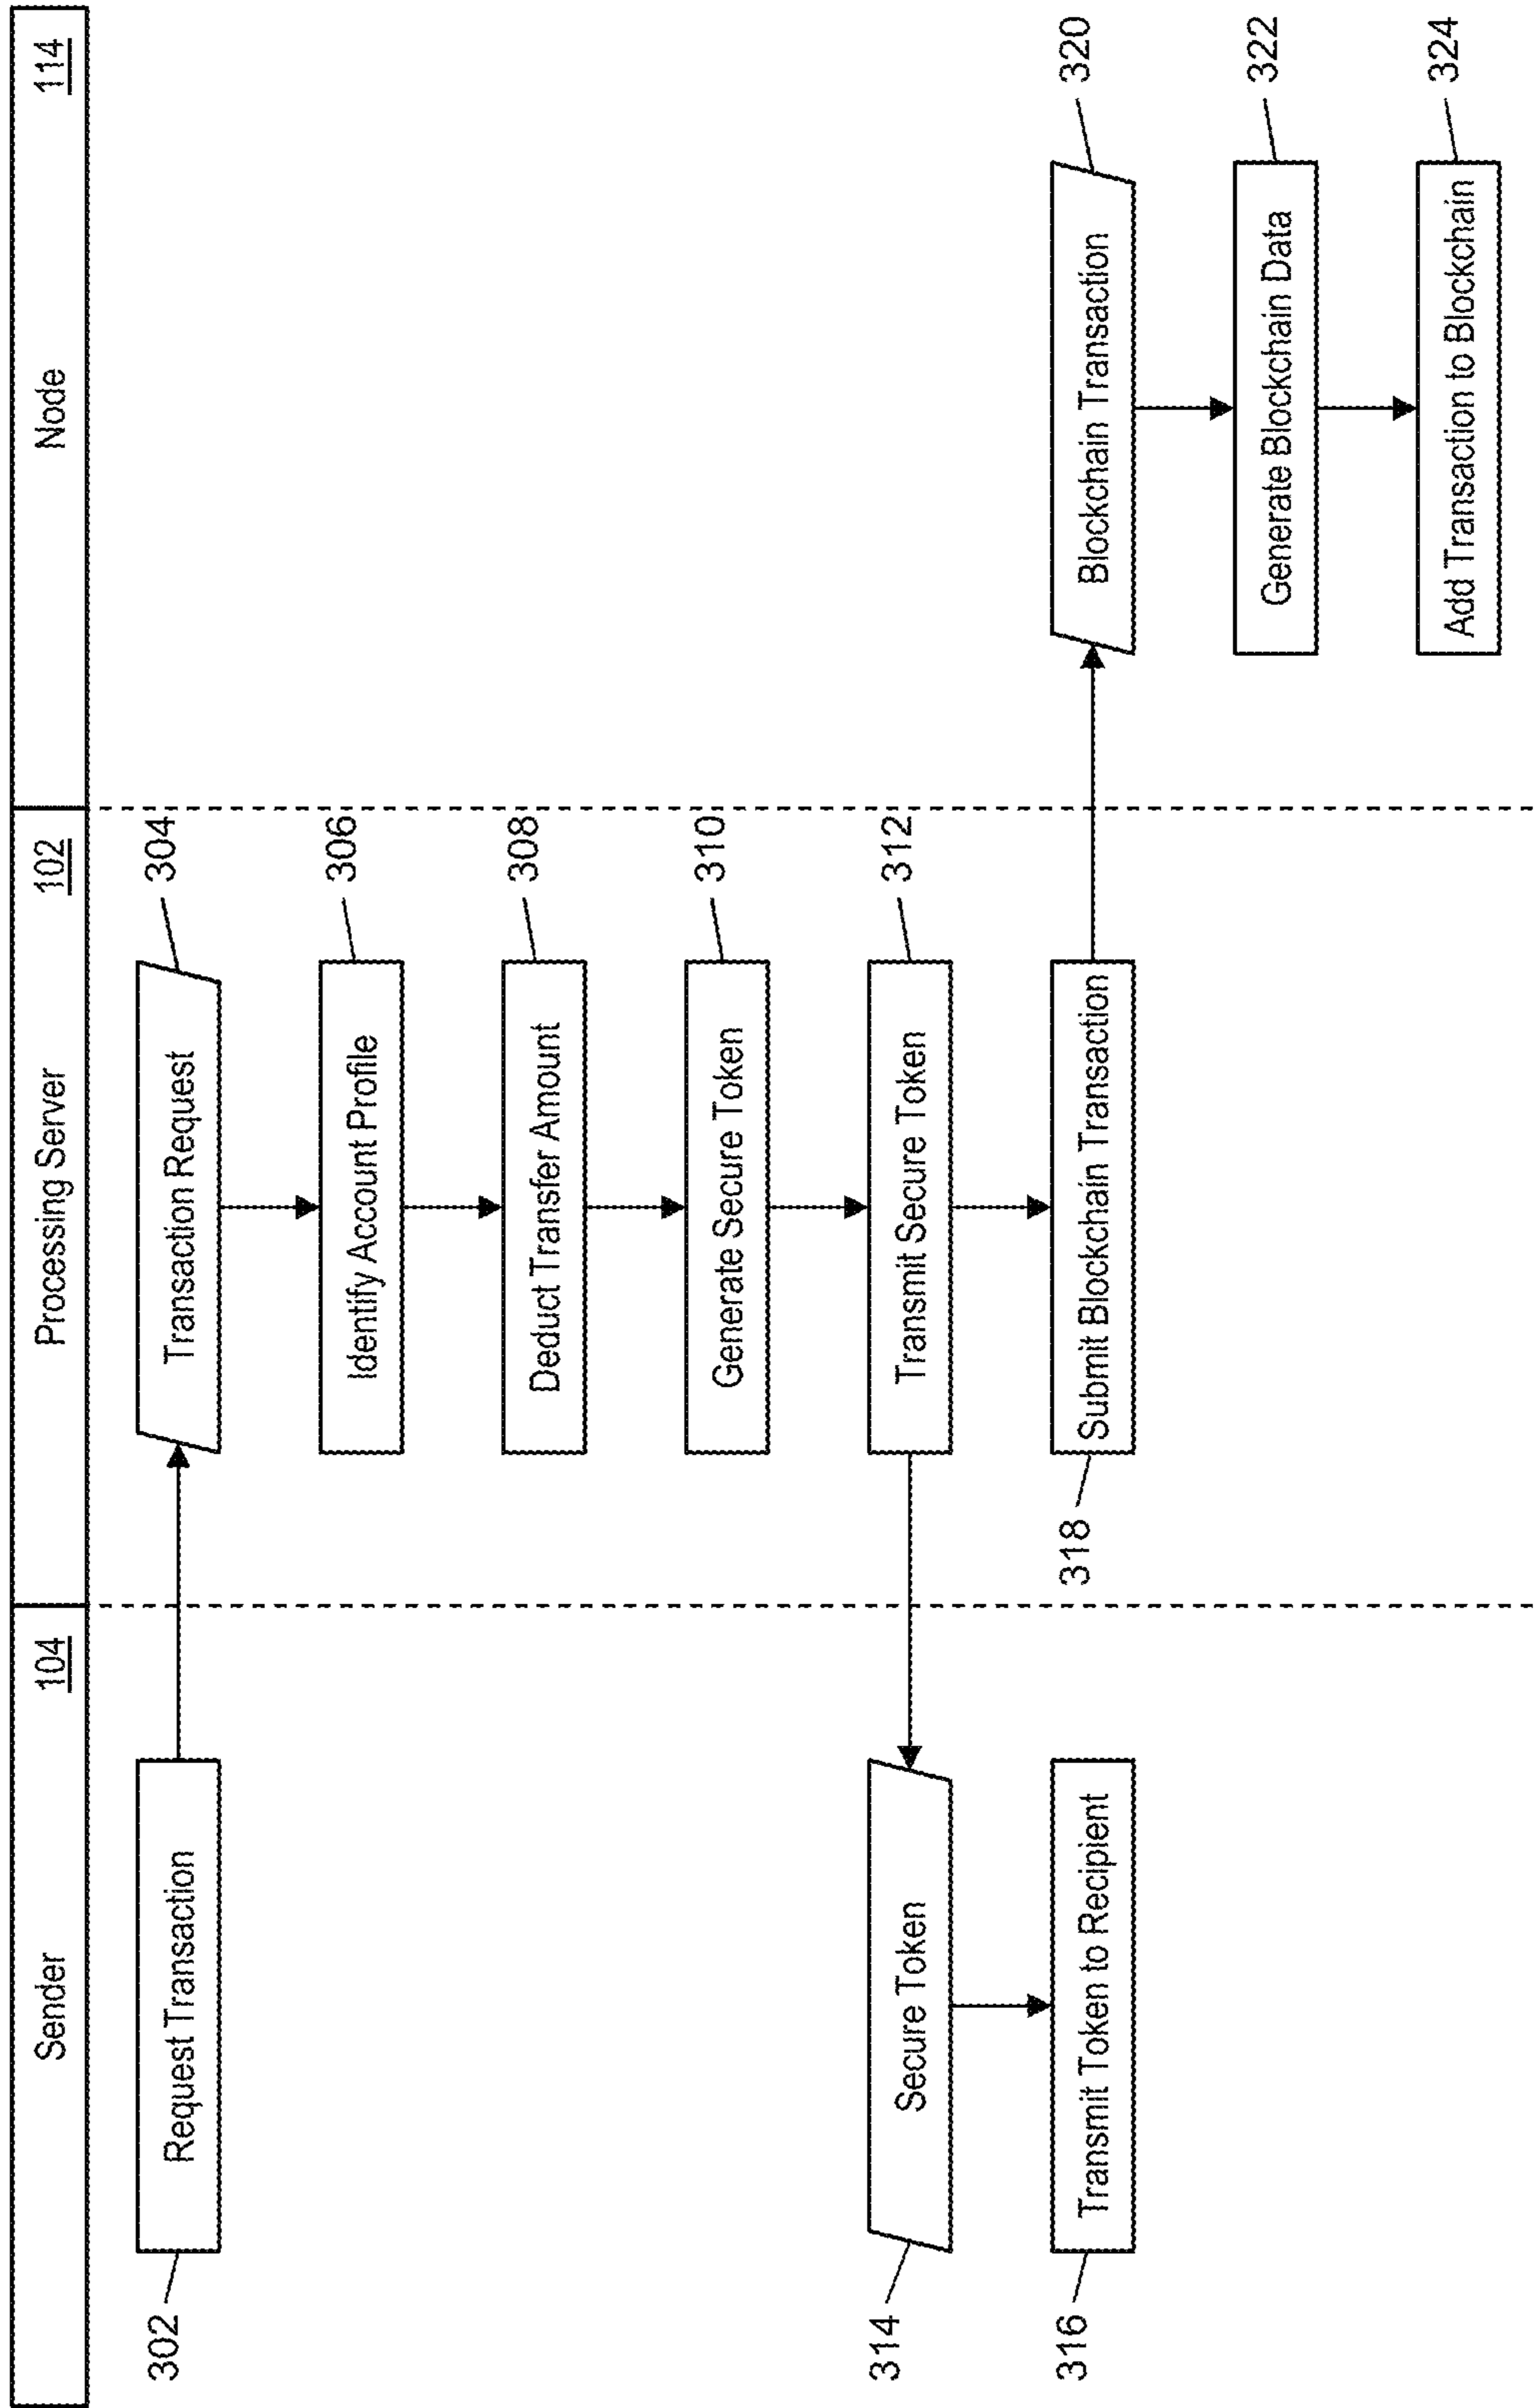 Sender
104
Processing Server
102
Node
114
302
Request Transaction
Transaction Request
304
Identify Account Profile
306
Deduct Transfer Amount
308
Generate Secure Token
310
314
Secure Token
Transmit Secure Token
312
316
Transmit Token to Recipient
318
Submit Blockchain Transaction
Blockchain Transaction
320
Generate Blockchain Data
322
Add Transaction to Blockchain
324